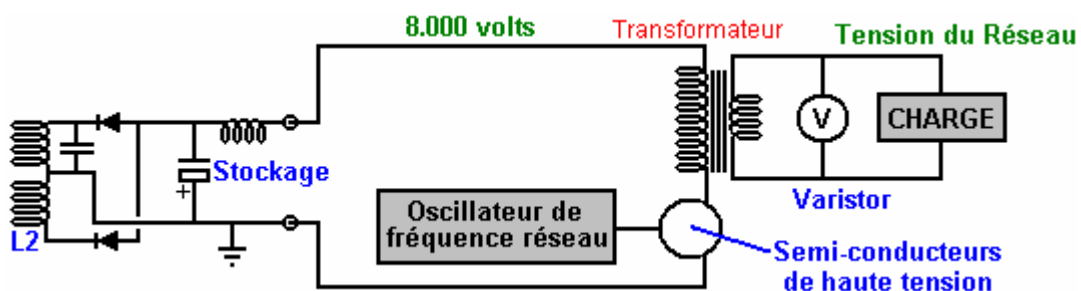 8.000 volts
Transformateur
Tension du Réseau
V
CHARGE
Stockage
+
L2
Oscillateur de
fréquence réseau
Varistor
Semi-conducteurs
de haute tension